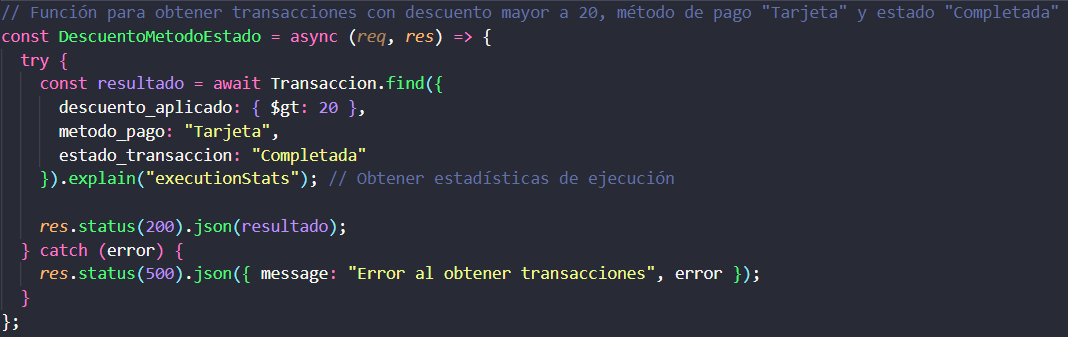 // Función para obtener transacciones con descuento mayor a 20, método de pago "Tarjeta" y estado "Completada"
const DescuentoMetodoEstado = async (req, res) => {
  try {
    const resultado = await Transaccion.find({
      descuento_aplicado: { $gt: 20 },
      metodo_pago: "Tarjeta",
      estado_transaccion: "Completada"
    }).explain("executionStats"); // Obtener estadísticas de ejecución

    res.status(200).json(resultado);
  } catch (error) {
    res.status(500).json({ message: "Error al obtener transacciones", error });
  }
};